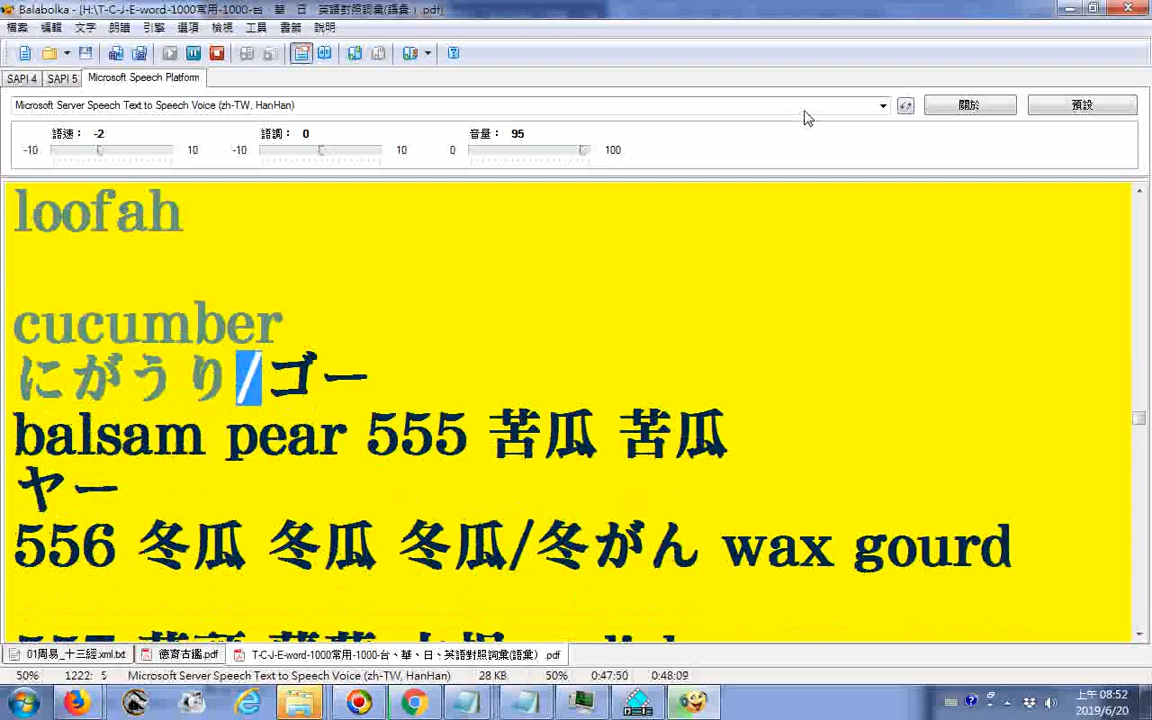 Balabolka - [H:\T-C-J-E-word-1000常用-1000-台、華、日、英語對照詞彙(語彙).pdf]
檔案 編輯 文字 朗讀 引擎 選項 檢視 工具 書籤 說明
SAPI 4 SAPI 5 Microsoft Speech Platform
Microsoft Server Speech Text to Speech Voice (zh-TW, HanHan) 關於 預設
語速： -2 語調： 0 音量： 95
-10 10 -10 10 0 100
loofah
cucumber
にがうり/ゴー
balsam pear 555 苦瓜 苦瓜
ヤー
556 冬瓜 冬瓜 冬瓜/冬がん wax gourd
01周易_十三經.xml.txt 德育古鑑.pdf T-C-J-E-word-1000常用-1000-台、華、日、英語對照詞彙(語彙) .pdf
50% 1222: 5 Microsoft Server Speech Text to Speech Voice (zh-TW, HanHan) 28 KB 50% 0:47:50 0:48:09
上午 08:52
2019/6/20